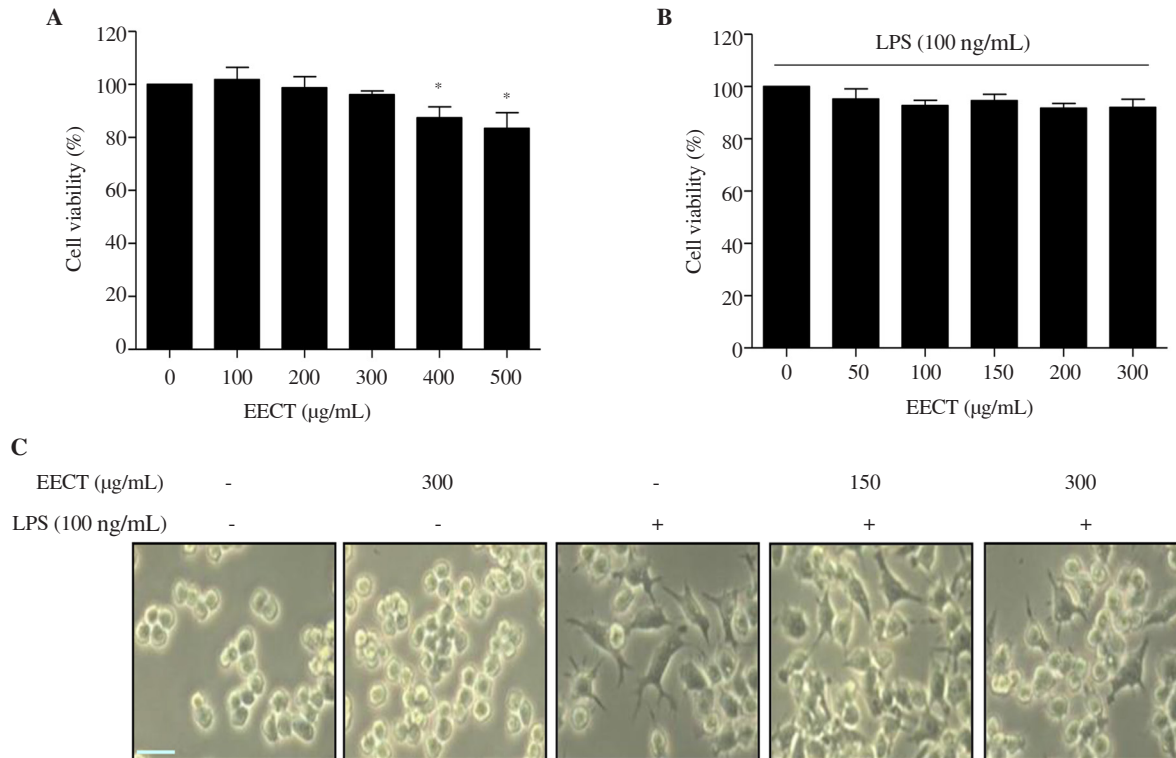 A
120
100
80
60
40
20
0
Cell viability (%)
* *
0 100 200 300 400 500
EECT (µg/mL)
B
LPS (100 ng/mL)
120
100
80
60
40
20
0
Cell viability (%)
0 50 100 150 200 300
EECT (µg/mL)
C
EECT (µg/mL) - 300 - 150 300
LPS (100 ng/mL) - - + + +